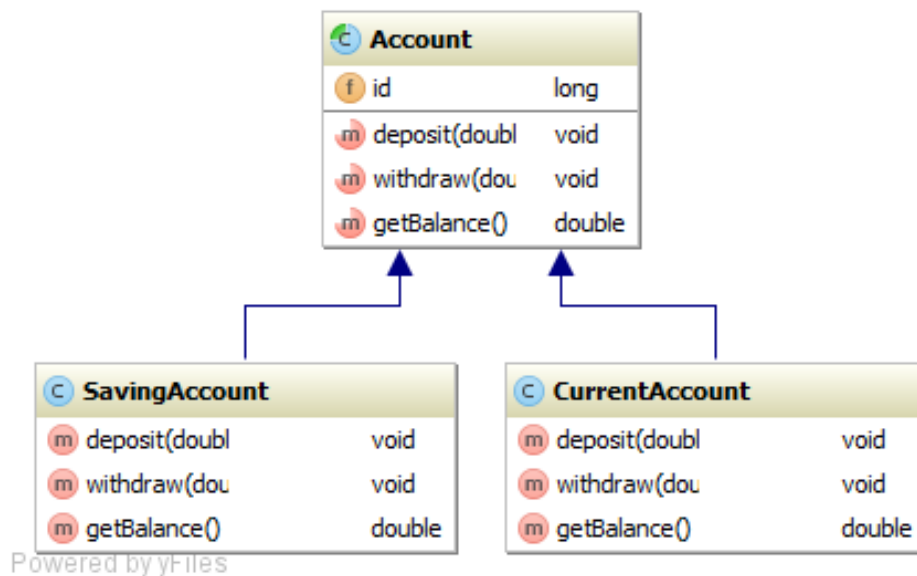 C Account
f id long
m deposit(doubl void
m withdraw(dou void
m getBalance() double
C SavingAccount
m deposit(doubl void
m withdraw(dou void
m getBalance() double
C CurrentAccount
m deposit(doubl void
m withdraw(dou void
m getBalance() double
Powered by yFiles